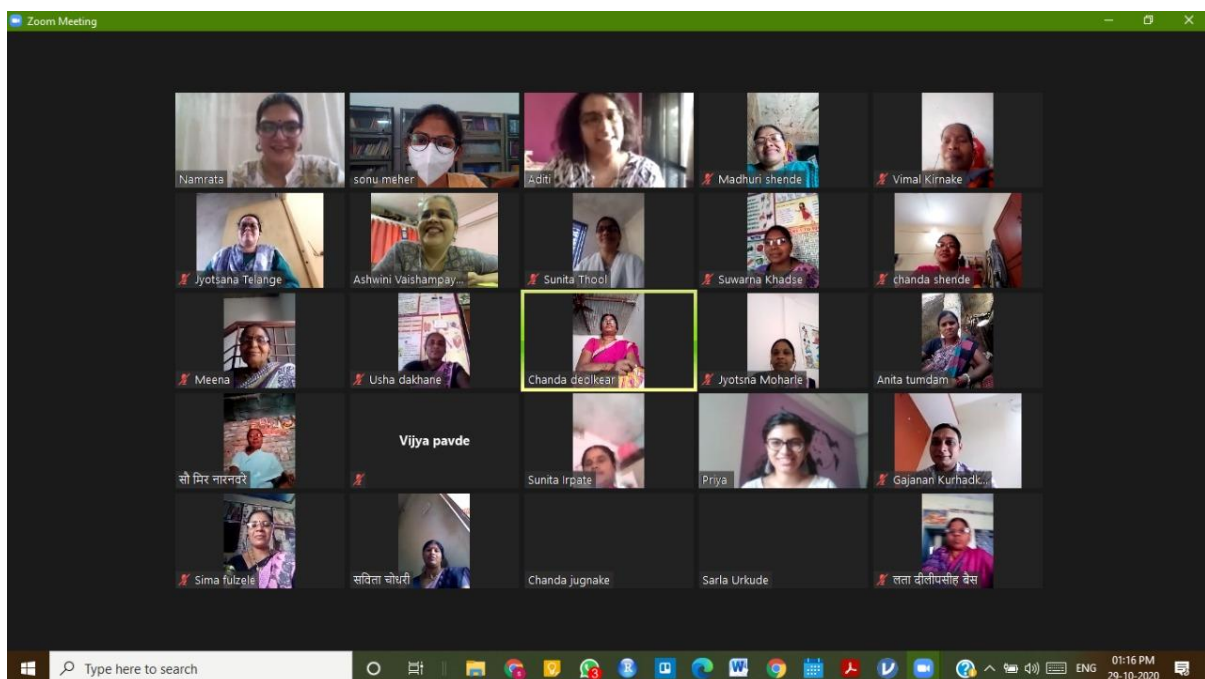 Zoom Meeting
Namrata
sonu meher
Aditi
Madhuri shende
Vimal Kirnake
Jyotsana Telange
Ashwini Vaishampay...
Sunita Thool
Suwarna Khadse
chanda shende
Meena
Usha dakhane
Chanda deolkear
Jyotsna Moharle
Anita tumdam
सौ मिर नारनवरे
Vijya pavde
Sunita Irpate
Priya
Gajanan Kurhadk...
Sima fulzele
सविता चोधरी
Chanda jugnake
Sarla Urkude
लता दीलीपसीह बैस
Type here to search
ENG
01:16 PM
29-10-2020